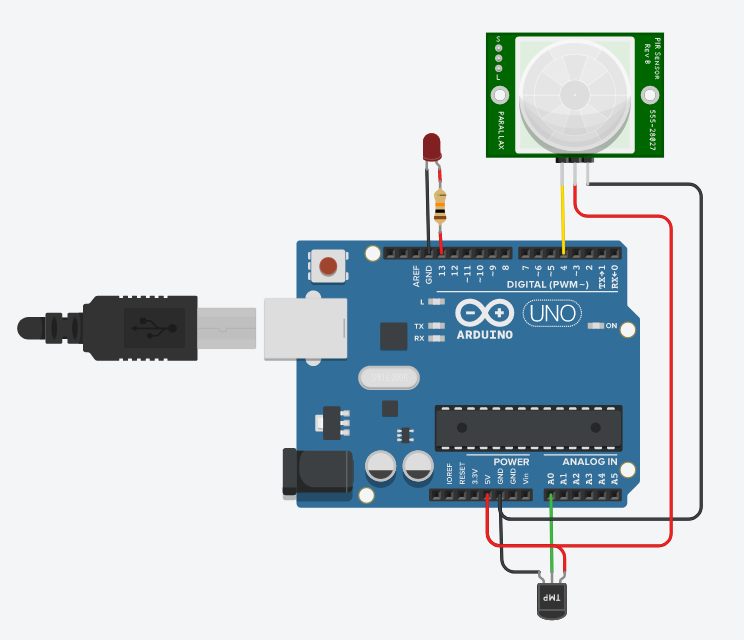 S
L
PARALLAX
PIR SENSOR
REV B
555-28027
AREF
GND
13
12
~11
~10
~9
8
7
~6
~5
4
~3
2
TX→1
RX←0
DIGITAL (PWM~)
L
TX
RX
UNO
ARDUINO
ON
POWER
ANALOG IN
IOREF
RESET
3.3V
5V
GND
GND
Vin
A0
A1
A2
A3
A4
A5
TMP